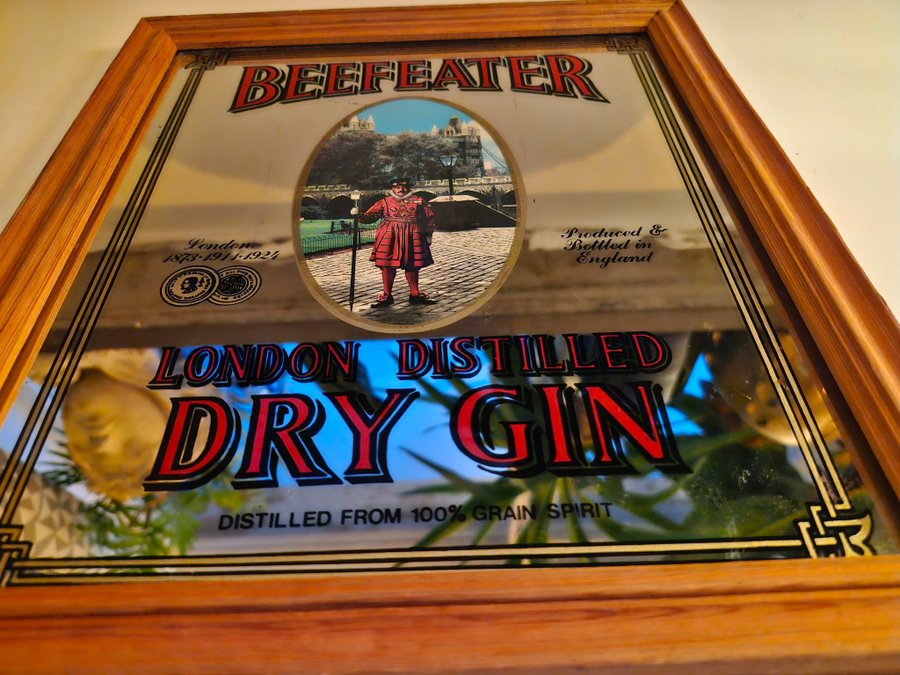 BEEFEATER
London
1873·1911·1924
Produced &
Bottled in
England
LONDON DISTILLED
DRY GIN
DISTILLED FROM 100% GRAIN SPIRIT